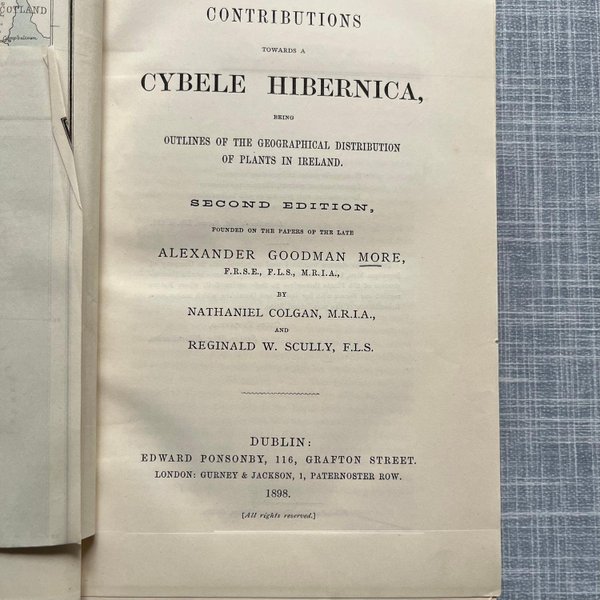 COTLAND
Campbeltown
CONTRIBUTIONS
TOWARDS A
CYBELE HIBERNICA,
BEING
OUTLINES OF THE GEOGRAPHICAL DISTRIBUTION
OF PLANTS IN IRELAND.
SECOND EDITION,
FOUNDED ON THE PAPERS OF THE LATE
ALEXANDER GOODMAN MORE,
F.R.S.E., F.L.S., M.R.I.A.,
BY
NATHANIEL COLGAN, M.R.I.A.,
AND
REGINALD W. SCULLY, F.L.S.
DUBLIN:
EDWARD PONSONBY, 116, GRAFTON STREET.
LONDON: GURNEY & JACKSON, 1, PATERNOSTER ROW.
1898.
[All rights reserved.]